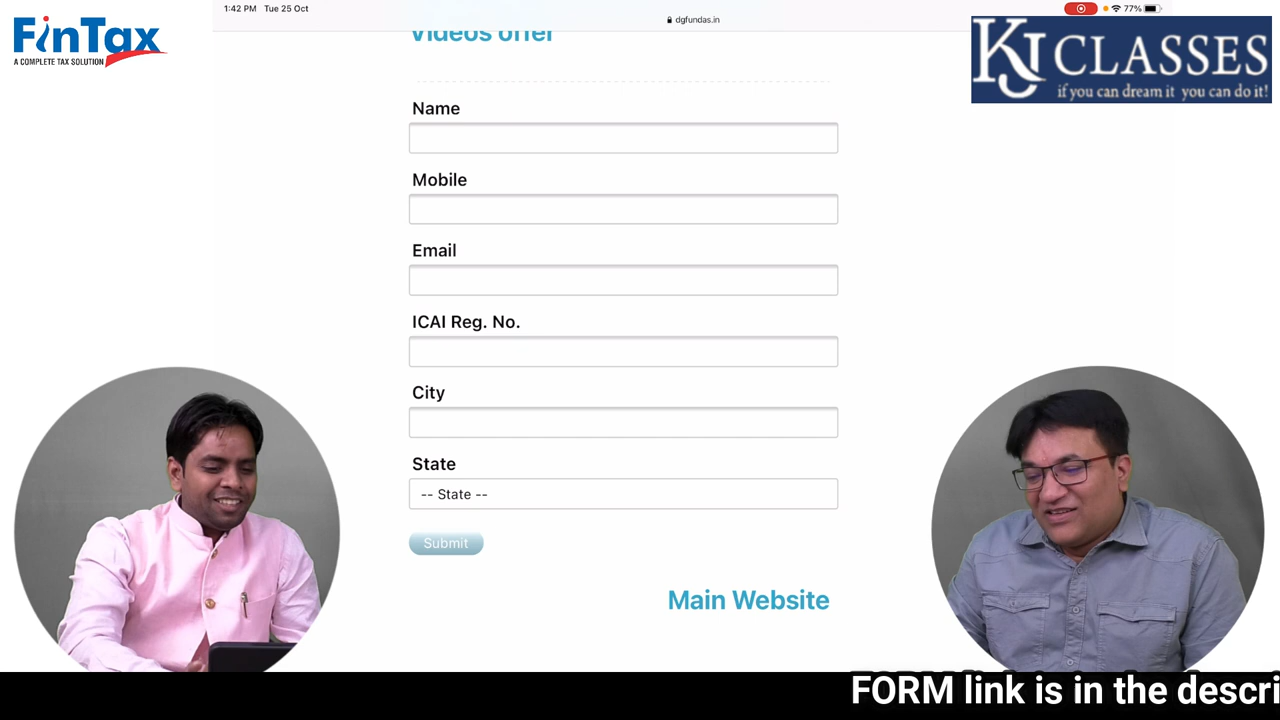 1:42 PM Tue 25 Oct
77%
dgfundas.in
FinTax
A COMPLETE TAX SOLUTION
KJ CLASSES
if you can dream it you can do it!
Videos offer
Name
Mobile
Email
ICAI Reg. No.
City
State
-- State --
Submit
Main Website
FORM link is in the descri